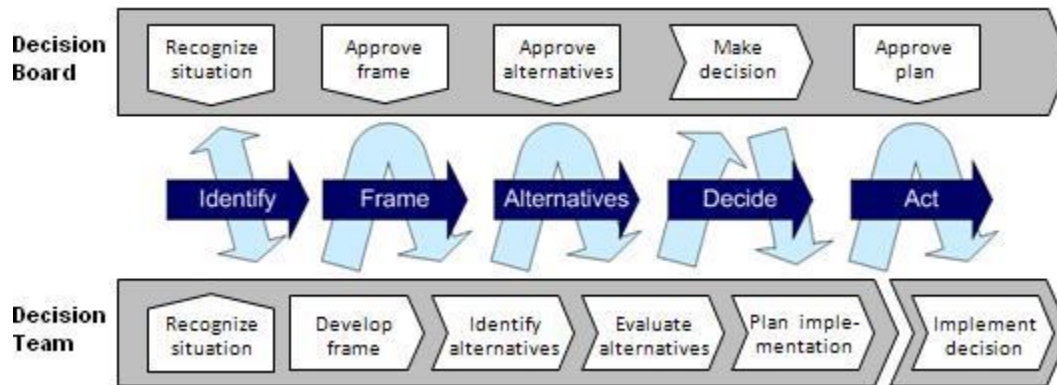 Decision
Board
Recognize
situation
Approve
frame
Approve
alternatives
Make
decision
Approve
plan
Identify
Frame
Alternatives
Decide
Act
Decision
Team
Recognize
situation
Develop
frame
Identify
alternatives
Evaluate
alternatives
Plan imple-
mentation
Implement
decision